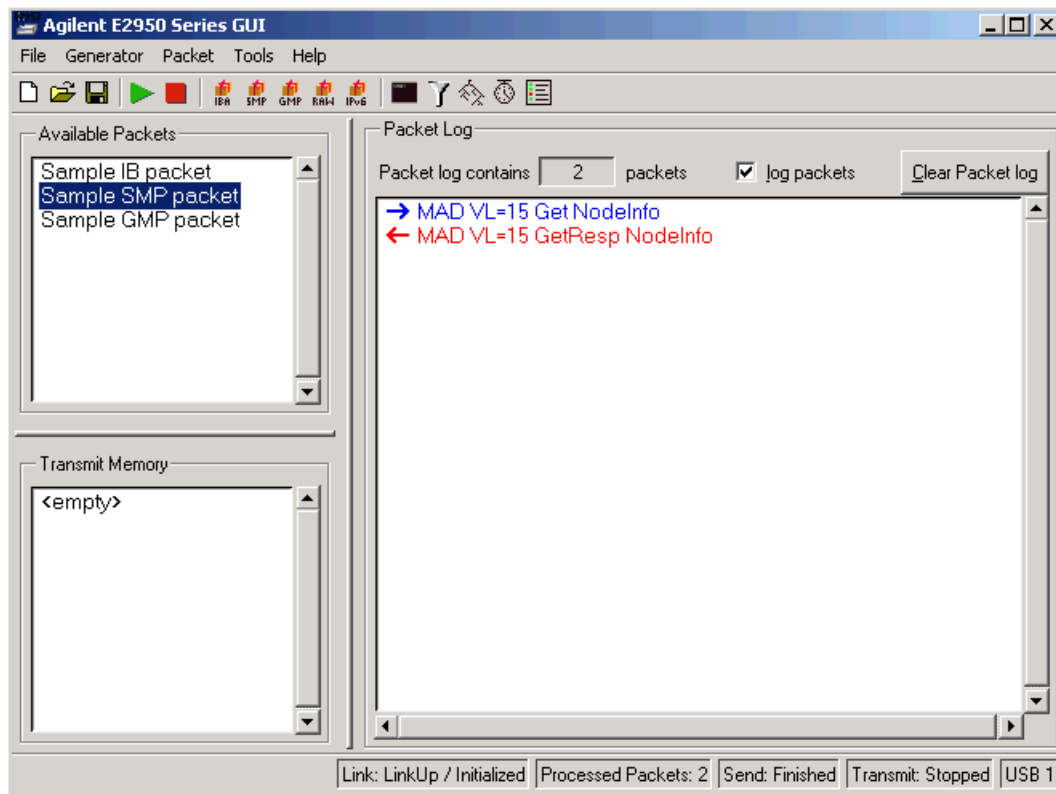 Agilent E2950 Series GUI
File Generator Packet Tools Help
IBA SMP GMP RAW IPv6
Available Packets
Sample IB packet
Sample SMP packet
Sample GMP packet
Transmit Memory
<empty>
Packet Log
Packet log contains 2 packets log packets Clear Packet log
MAD VL=15 Get NodeInfo
MAD VL=15 GetResp NodeInfo
Link: LinkUp / Initialized Processed Packets: 2 Send: Finished Transmit: Stopped USB 1